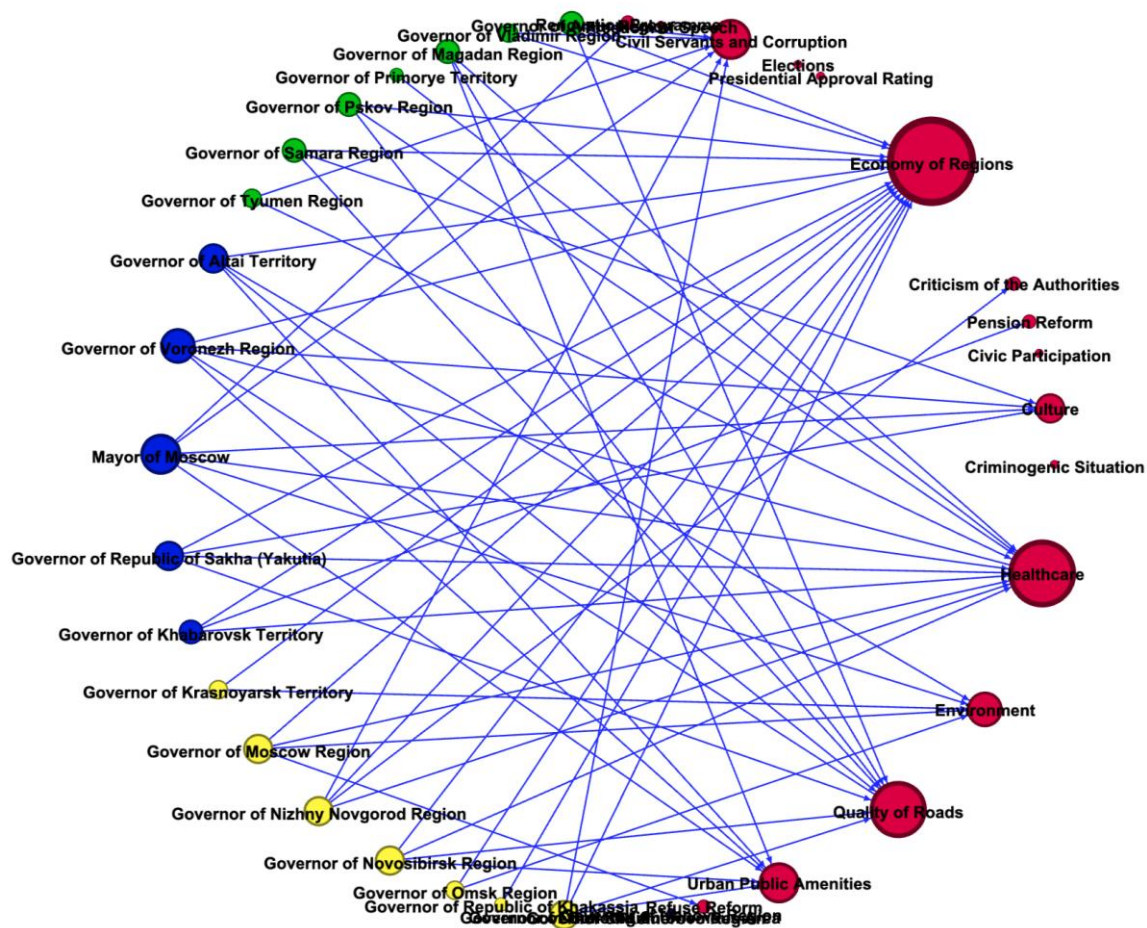 Renovation Programme
Governor of
Speech
Governor of Vladimir Region
Civil Servants and Corruption
Governor of Magadan Region
Elections
Governor of Primorye Territory
Presidential Approval Rating
Governor of Pskov Region
Governor of Samara Region
Economy of Regions
Governor of Tyumen Region
Governor of Altai Territory
Criticism of the Authorities
Pension Reform
Governor of Voronezh Region
Civic Participation
Culture
Mayor of Moscow
Criminogenic Situation
Governor of Republic of Sakha (Yakutia)
Healthcare
Governor of Khabarovsk Territory
Governor of Krasnoyarsk Territory
Environment
Governor of Moscow Region
Governor of Nizhny Novgorod Region
Quality of Roads
Governor of Novosibirsk Region
Urban Public Amenities
Governor of Omsk Region
Governor of Republic of Khakassia
Refuse Reform